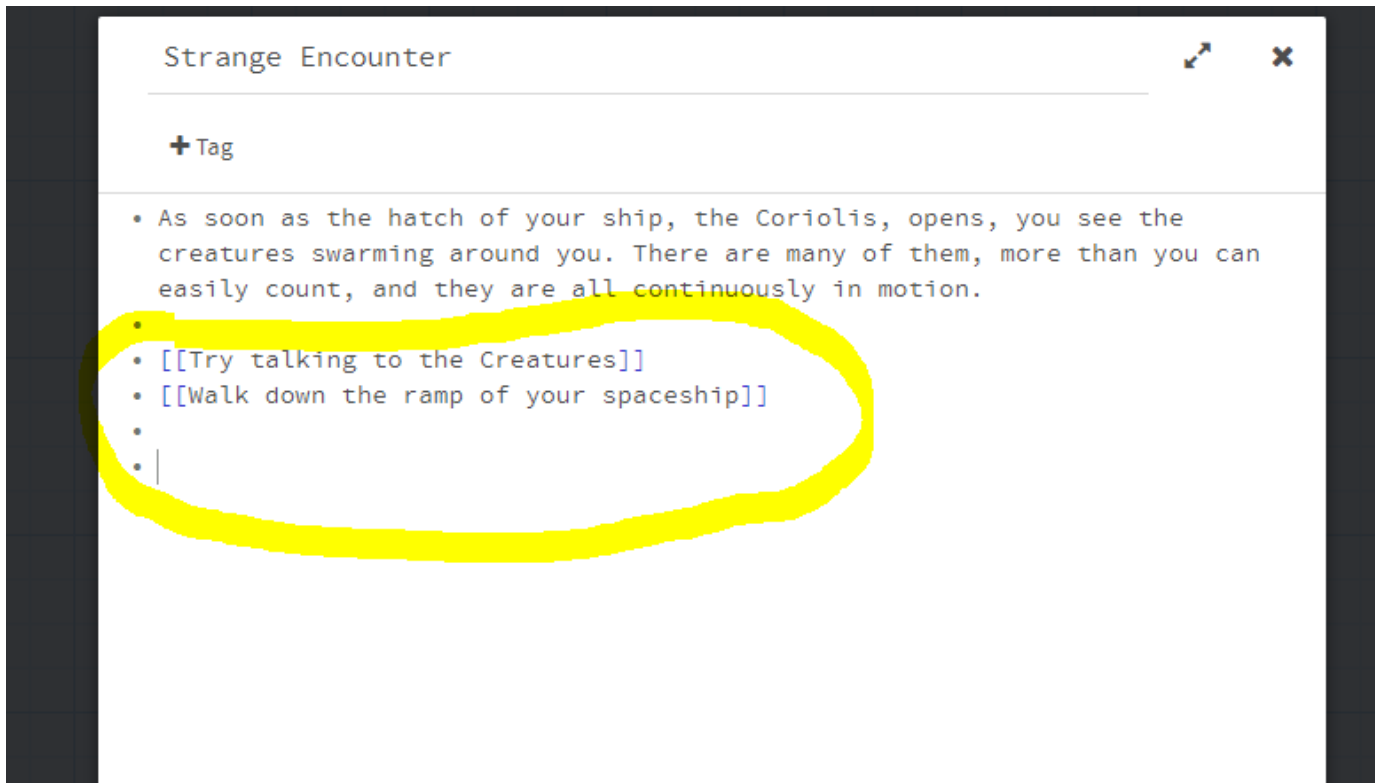 Strange Encounter
+ Tag
• As soon as the hatch of your ship, the Coriolis, opens, you see the
creatures swarming around you. There are many of them, more than you can
easily count, and they are all continuously in motion.
•
• [[Try talking to the Creatures]]
• [[Walk down the ramp of your spaceship]]
•
•